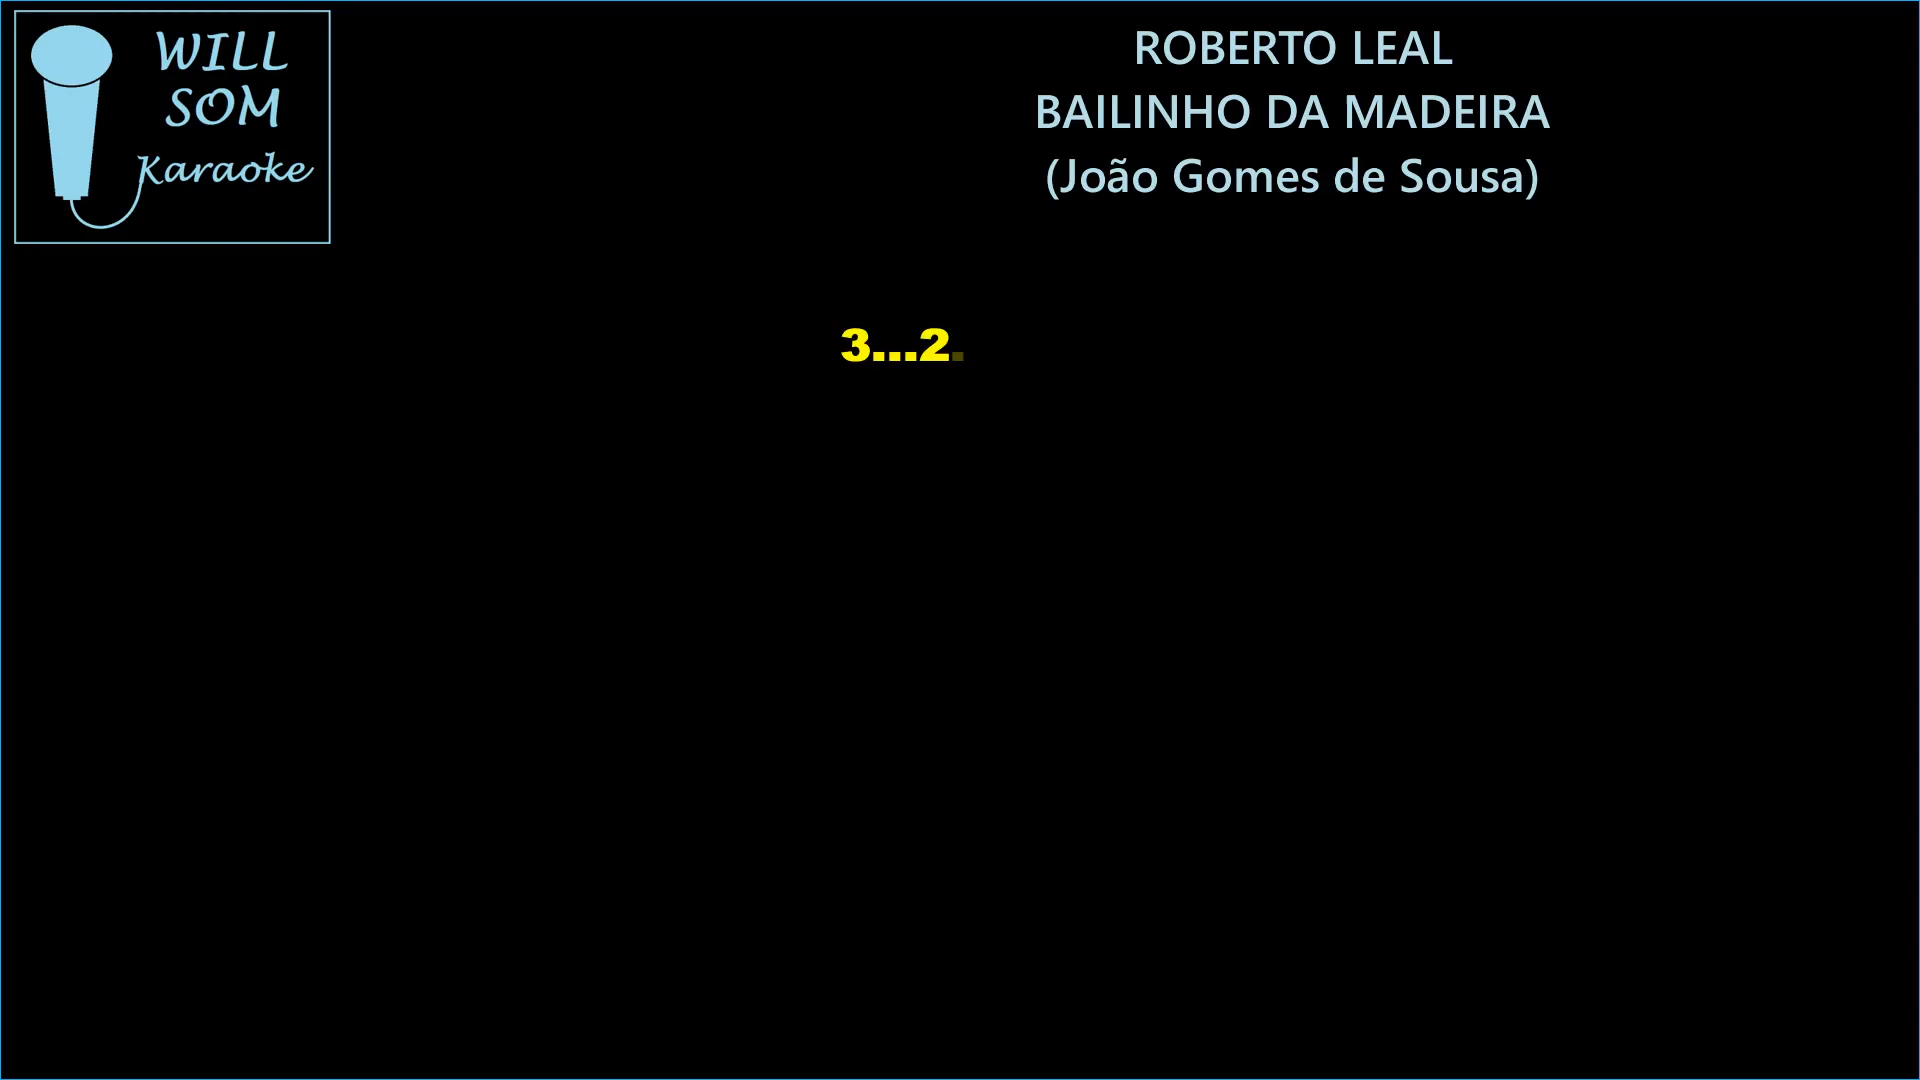 WILL
SOM
Karaoke
ROBERTO LEAL
BAILINHO DA MADEIRA
(João Gomes de Sousa)
3...2.